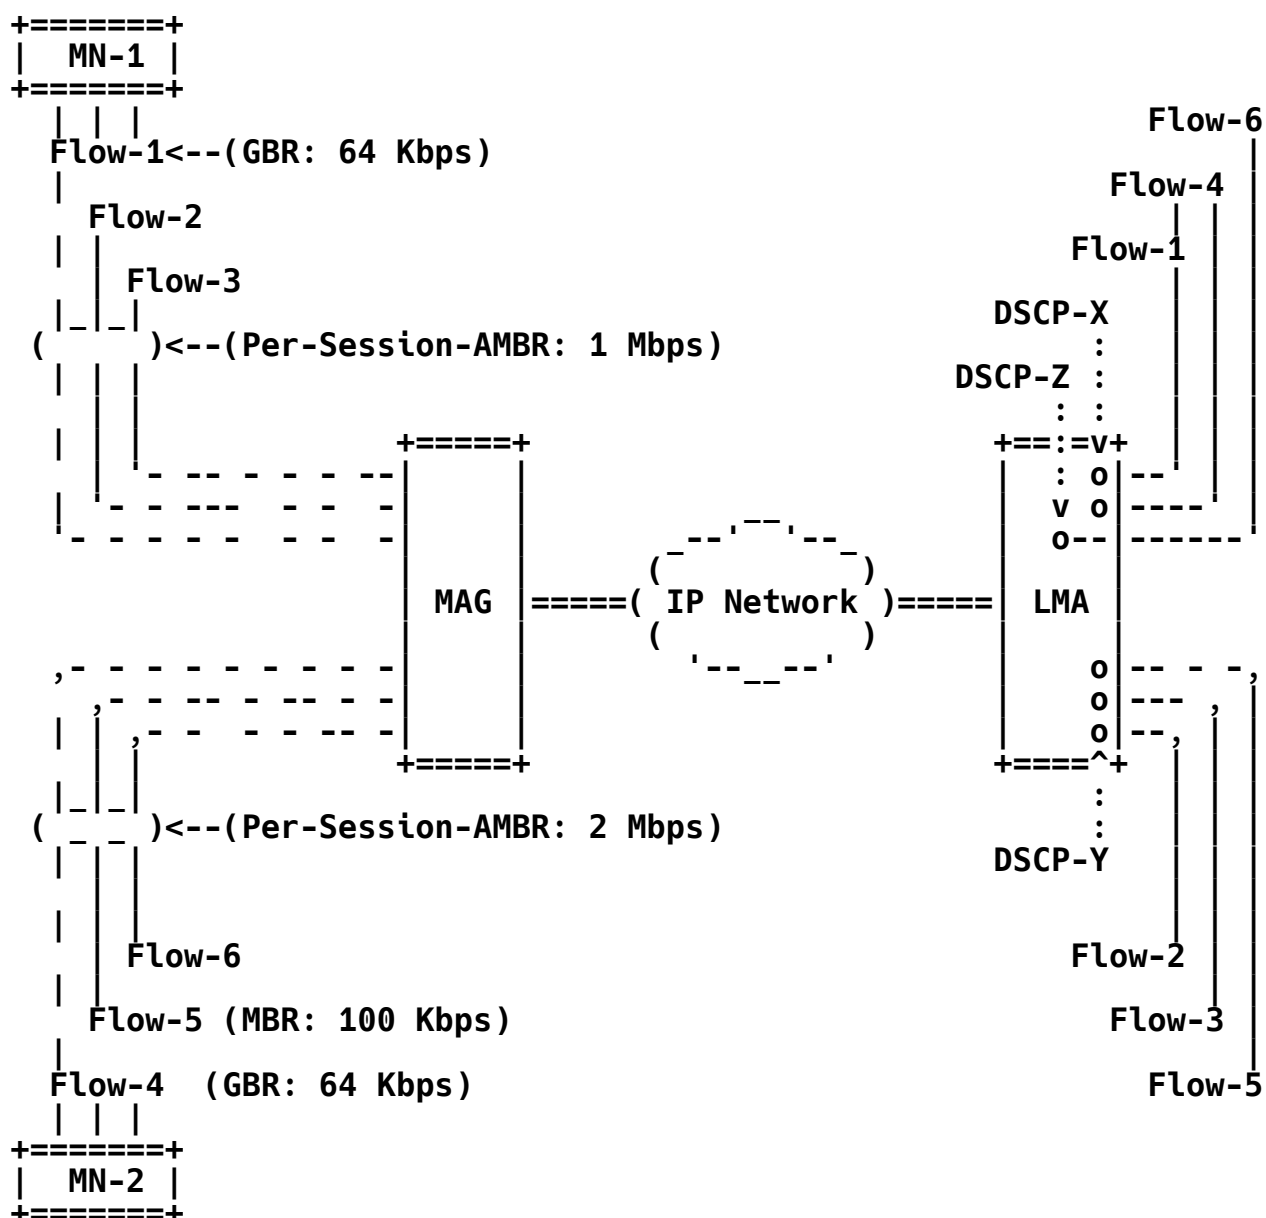 MN-1
Flow-6
Flow-1<--(GBR: 64 Kbps)
Flow-4
Flow-2
Flow-1
Flow-3
DSCP-X
( )<--(Per-Session-AMBR: 1 Mbps)
DSCP-Z
MAG =====( IP Network )===== LMA
( )<--(Per-Session-AMBR: 2 Mbps)
DSCP-Y
Flow-6
Flow-2
Flow-5 (MBR: 100 Kbps)
Flow-3
Flow-4 (GBR: 64 Kbps)
Flow-5
MN-2